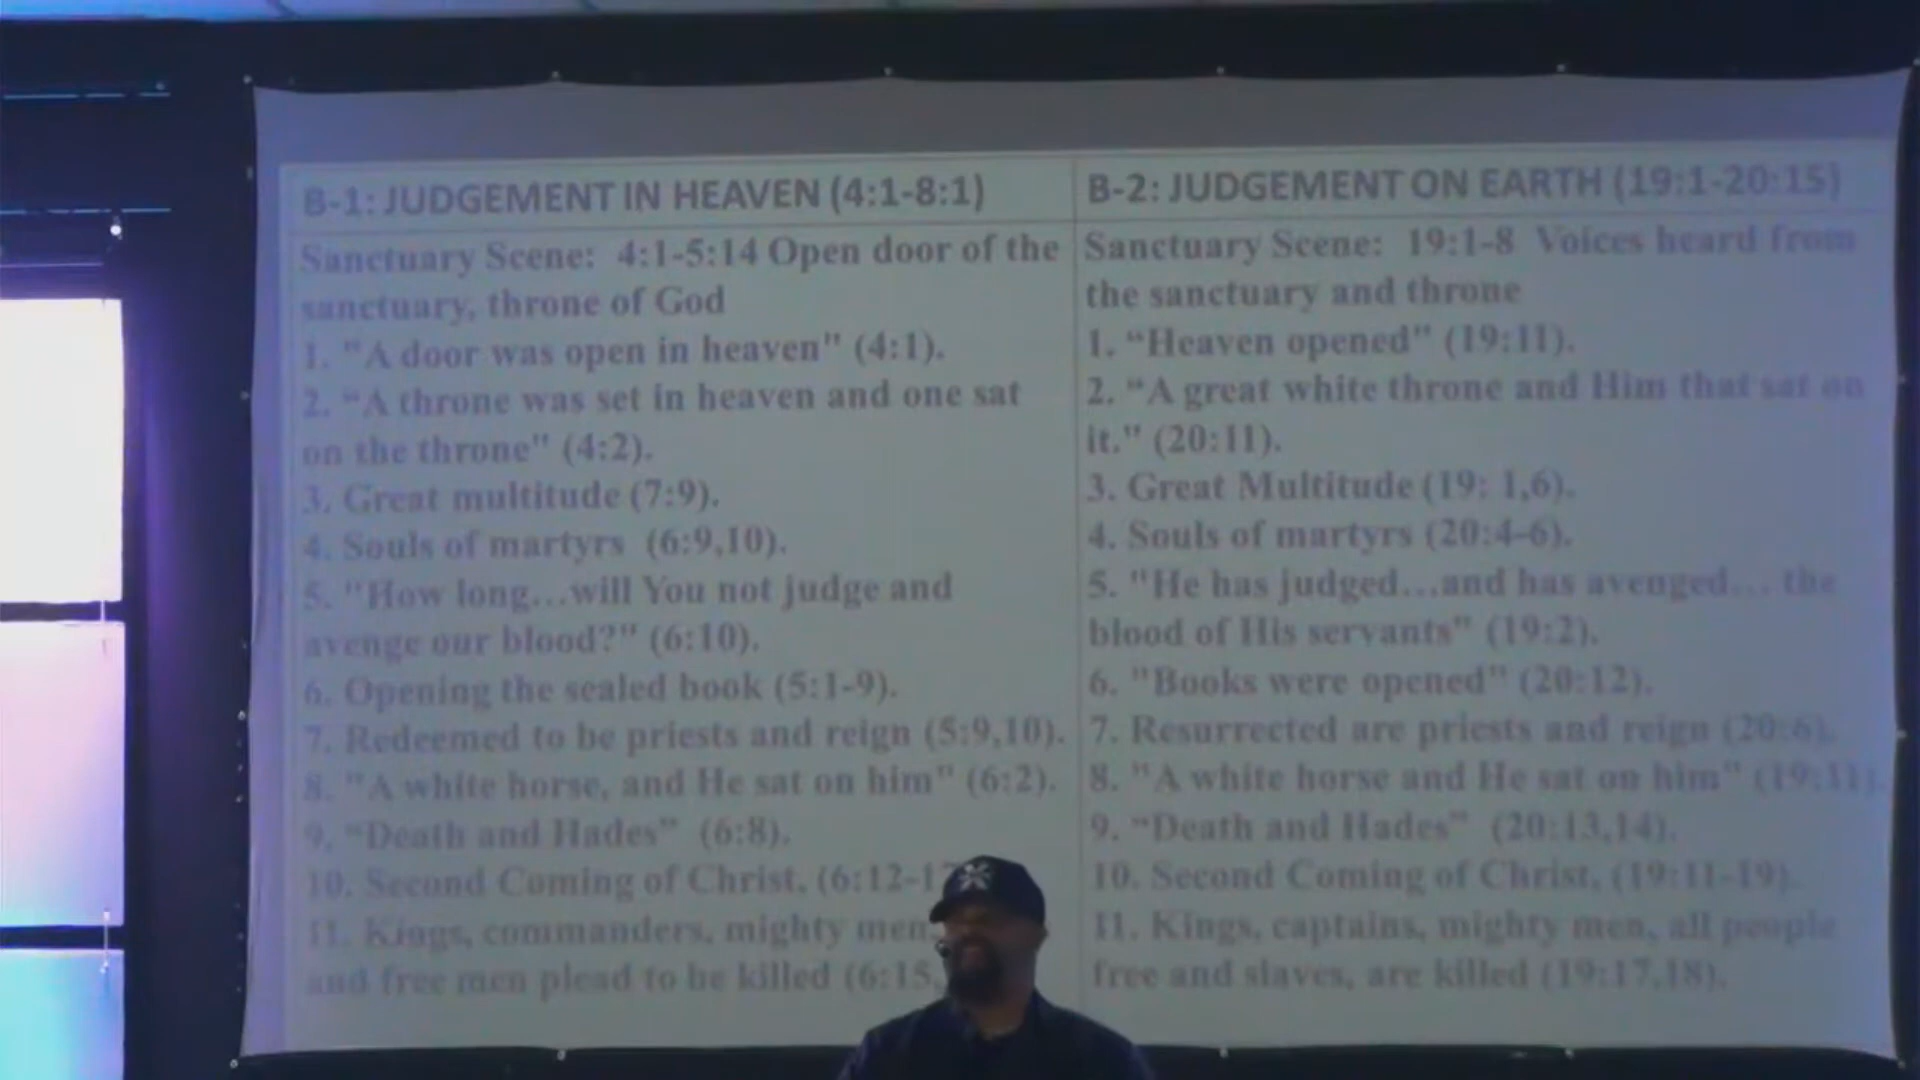 B-1: JUDGEMENT IN HEAVEN (4:1-8:1)
Sanctuary Scene: 4:1-5:14 Open door of the
sanctuary, throne of God
1. "A door was open in heaven" (4:1).
2. “A throne was set in heaven and one sat
on the throne" (4:2).
3. Great multitude (7:9).
4. Souls of martyrs (6:9,10).
5. "How long...will You not judge and
avenge our blood?" (6:10).
6. Opening the sealed book (5:1-9).
7. Redeemed to be priests and reign (5:9,10).
8. "A white horse, and He sat on him" (6:2).
9. “Death and Hades” (6:8).
10. Second Coming of Christ, (6:12-1
11. Kings, commanders, mighty men
and free men plead to be killed (6:15,
B-2: JUDGEMENT ON EARTH (19:1-20:15)
Sanctuary Scene: 19:1-8 Voices heard from
the sanctuary and throne
1. “Heaven opened" (19:11).
2. “A great white throne and Him that sat on
it." (20:11).
3. Great Multitude (19: 1,6).
4. Souls of martyrs (20:4-6).
5. "He has judged...and has avenged... the
blood of His servants" (19:2).
6. "Books were opened" (20:12).
7. Resurrected are priests and reign (20:6).
8. "A white horse and He sat on him" (19:11).
9. “Death and Hades” (20:13,14).
10. Second Coming of Christ, (19:11-19).
11. Kings, captains, mighty men, all people
free and slaves, are killed (19:17,18).